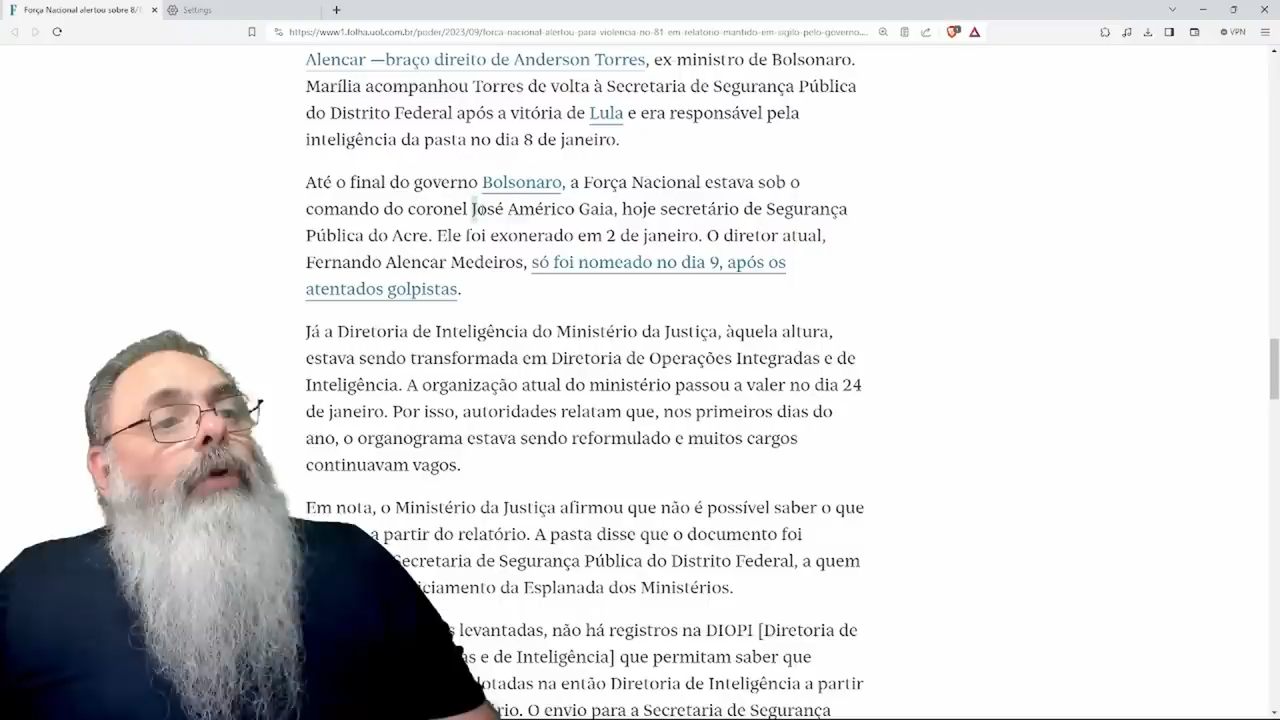 Força Nacional alertou sobre 8/1
Settings
https://www1.folha.uol.com.br/poder/2023/09/forca-nacional-alertou-para-violencia-no-81-em-relatorio-mantido-em-sigilo-pelo-governo....
VPN
Alencar —braço direito de Anderson Torres, ex-ministro de Bolsonaro.
Marília acompanhou Torres de volta à Secretaria de Segurança Pública
do Distrito Federal após a vitória de Lula e era responsável pela
inteligência da pasta no dia 8 de janeiro.
Até o final do governo Bolsonaro, a Força Nacional estava sob o
comando do coronel José Américo Gaia, hoje secretário de Segurança
Pública do Acre. Ele foi exonerado em 2 de janeiro. O diretor atual,
Fernando Alencar Medeiros, só foi nomeado no dia 9, após os
atentados golpistas.
Já a Diretoria de Inteligência do Ministério da Justiça, àquela altura,
estava sendo transformada em Diretoria de Operações Integradas e de
Inteligência. A organização atual do ministério passou a valer no dia 24
de janeiro. Por isso, autoridades relatam que, nos primeiros dias do
ano, o organograma estava sendo reformulado e muitos cargos
continuavam vagos.
Em nota, o Ministério da Justiça afirmou que não é possível saber o que
a partir do relatório. A pasta disse que o documento foi
Secretaria de Segurança Pública do Distrito Federal, a quem
iciamento da Esplanada dos Ministérios.
s levantadas, não há registros na DIOPI [Diretoria de
as e de Inteligência] que permitam saber que
lotadas na então Diretoria de Inteligência a partir
rio. O envio para a Secretaria de Segurança